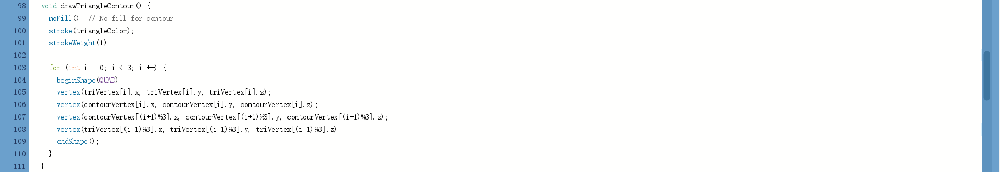 98 void drawTriangleContour() {
99 noFill(); // No fill for contour
100 stroke(triangleColor);
101 strokeWeight(1);
102
103 for (int i = 0; i < 3; i ++) {
104 beginShape(QUAD);
105 vertex(triVertex[i].x, triVertex[i].y, triVertex[i].z);
106 vertex(contourVertex[i].x, contourVertex[i].y, contourVertex[i].z);
107 vertex(contourVertex[(i+1)%3].x, contourVertex[(i+1)%3].y, contourVertex[(i+1)%3].z);
108 vertex(triVertex[(i+1)%3].x, triVertex[(i+1)%3].y, triVertex[(i+1)%3].z);
109 endShape();
110 }
111 }